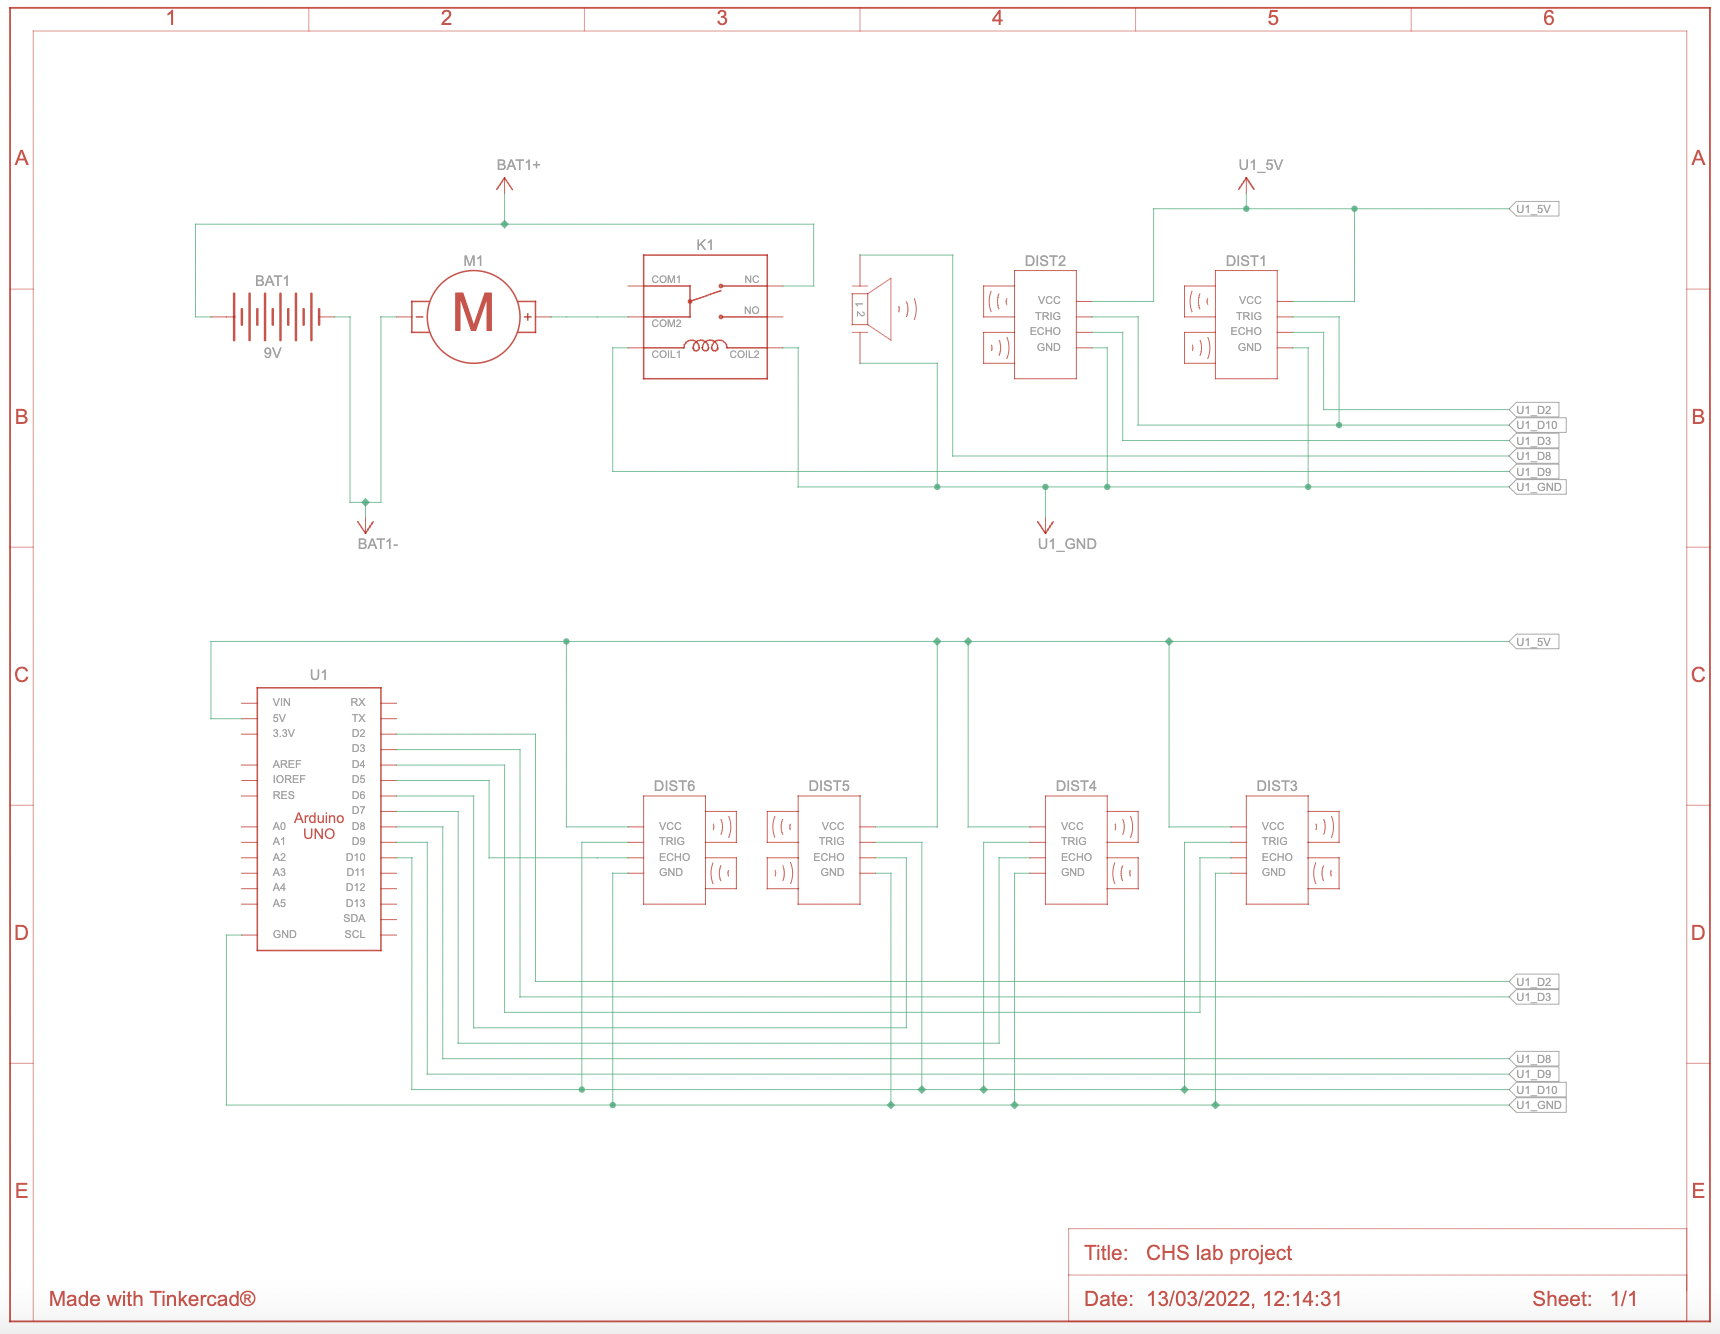 1 2 3 4 5 6
A A
BAT1+ U1_5V
U1_5V
K1
BAT1 M1 DIST2 DIST1
COM1 NC
M
- +
9V
COM2 NO
COIL1 COIL2
1 2
VCC VCC
TRIG TRIG
ECHO ECHO
GND GND
B B
U1_D2
U1_D10
U1_D3
U1_D8
U1_D9
U1_GND
BAT1- U1_GND
U1_5V
C C
U1
VIN RX
5V TX
3.3V D2
D3
AREF D4
IOREF D5
RES D6
D7
Arduino
UNO
A0 D8
A1 D9
A2 D10
A3 D11
A4 D12
A5 D13
SDA
GND SCL
DIST6 DIST5 DIST4 DIST3
VCC VCC VCC VCC
TRIG TRIG TRIG TRIG
ECHO ECHO ECHO ECHO
GND GND GND GND
D D
U1_D2
U1_D3
U1_D8
U1_D9
U1_D10
U1_GND
E E
Title: CHS lab project
Made with Tinkercad®
Date: 13/03/2022, 12:14:31 Sheet: 1/1